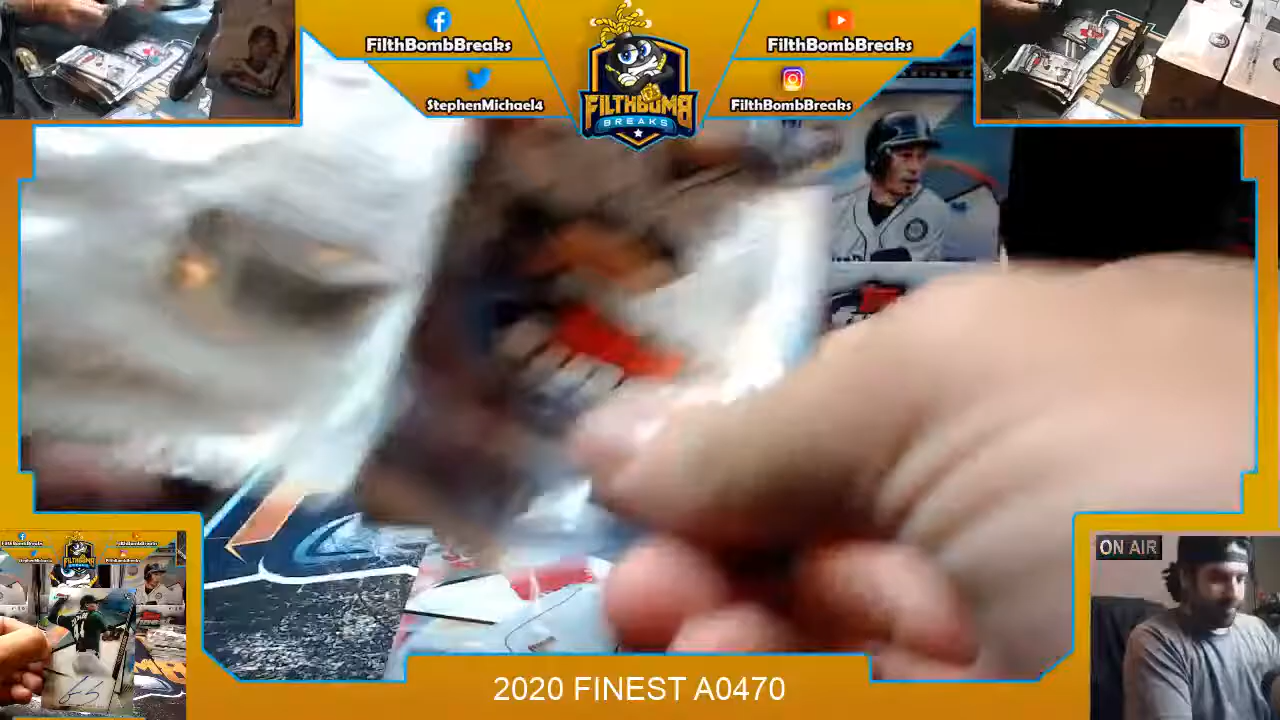 FilthBombBreaks
FilthBombBreaks
StephenMichael4
FilthBombBreaks
FILTHBOMB
BREAKS
ON AIR
2020 FINEST A0470